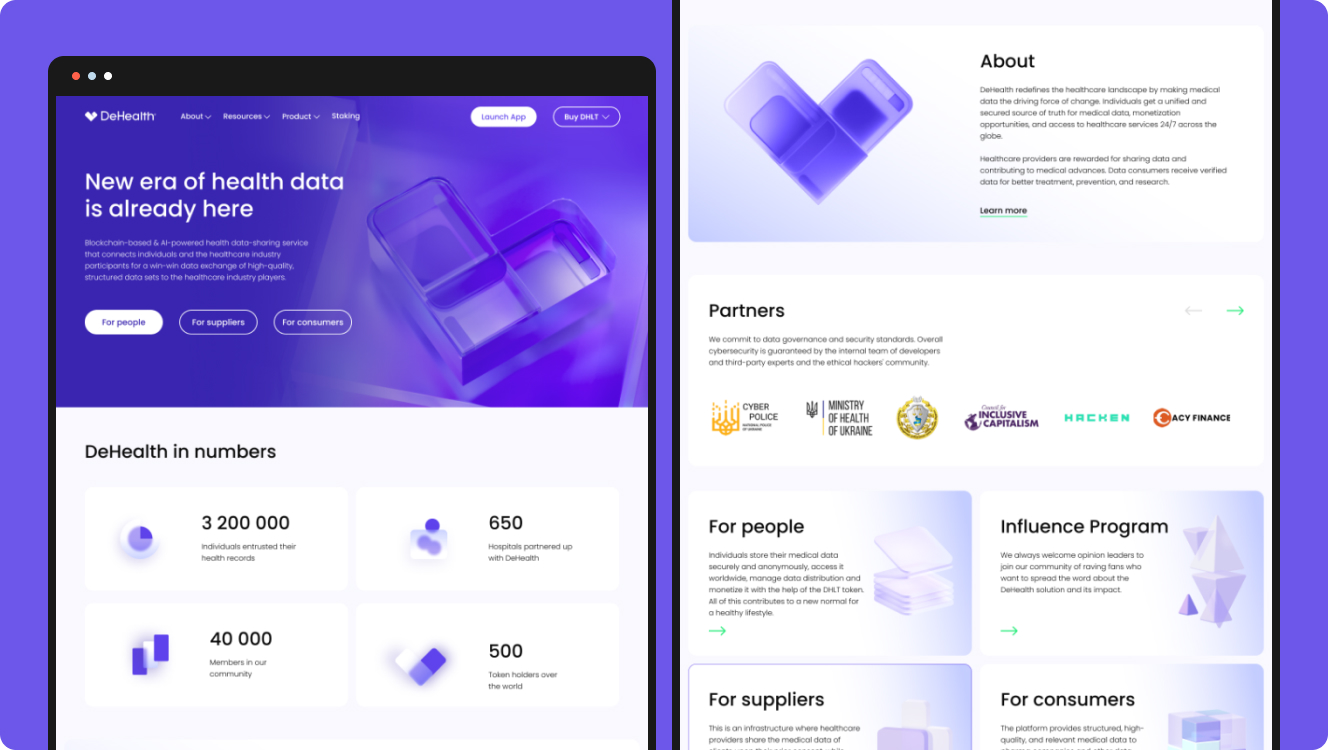 DeHealth
About
Resources
Product
Staking
Launch App
Buy DHLT
New era of health data
is already here
Blockchain-based & AI-powered health data-sharing service
that connects individuals and the healthcare industry
participants for a win-win data exchange of high-quality,
structured data sets to the healthcare industry players.
For people
For suppliers
For consumers
DeHealth in numbers
3 200 000
Individuals entrusted their
health records
650
Hospitals partnered up
with DeHealth
40 000
Members in our
community
500
Token holders over
the world
About
DeHealth redefines the healthcare landscape by making medical
data the driving force of change. Individuals get a unified and
secured source of truth for medical data, monetization
opportunities, and access to healthcare services 24/7 across the
globe.
Healthcare providers are rewarded for sharing data and
contributing to medical advances. Data consumers receive verified
data for better treatment, prevention, and research.
Learn more
Partners
We commit to data governance and security standards. Overall
cybersecurity is guaranteed by the internal team of developers
and third-party experts and the ethical hackers' community.
CYBER
POLICE
NATIONAL POLICE
OF UKRAINE
MINISTRY
OF HEALTH
OF UKRAINE
Council for
INCLUSIVE
CAPITALISM
HACKEN
ACY FINANCE
For people
Individuals store their medical data
securely and anonymously, access it
worldwide, manage data distribution and
monetize it with the help of the DHLT token.
All of this contributes to a new normal for
a healthy lifestyle.
Influence Program
We always welcome opinion leaders to
join our community of raving fans who
want to spread the word about the
DeHealth solution and its impact.
For suppliers
This is an infrastructure where healthcare
providers share the medical data of
For consumers
The platform provides structured, high-
quality, and relevant medical data to